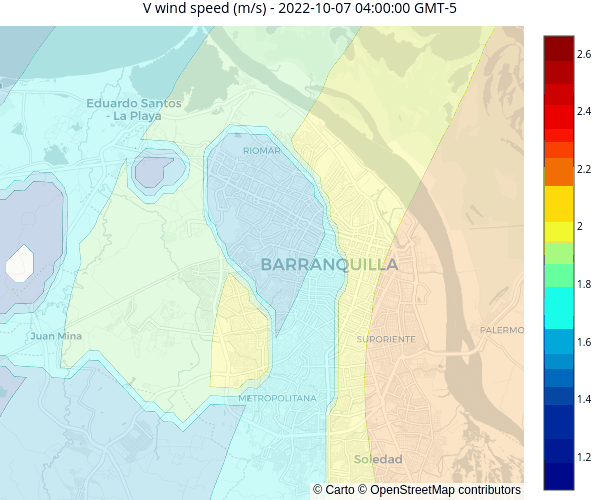 V wind speed (m/s) - 2022-10-07 04:00:00 GMT-5
2.6
2.4
2.2
2
1.8
1.6
1.4
1.2
Eduardo Santos
- La Playa
RIOMAR
BARRANQUILLA
Juan Mina
SURORIENTE
PALERMO
METROPOLITANA
Soledad
© Carto © OpenStreetMap contributors